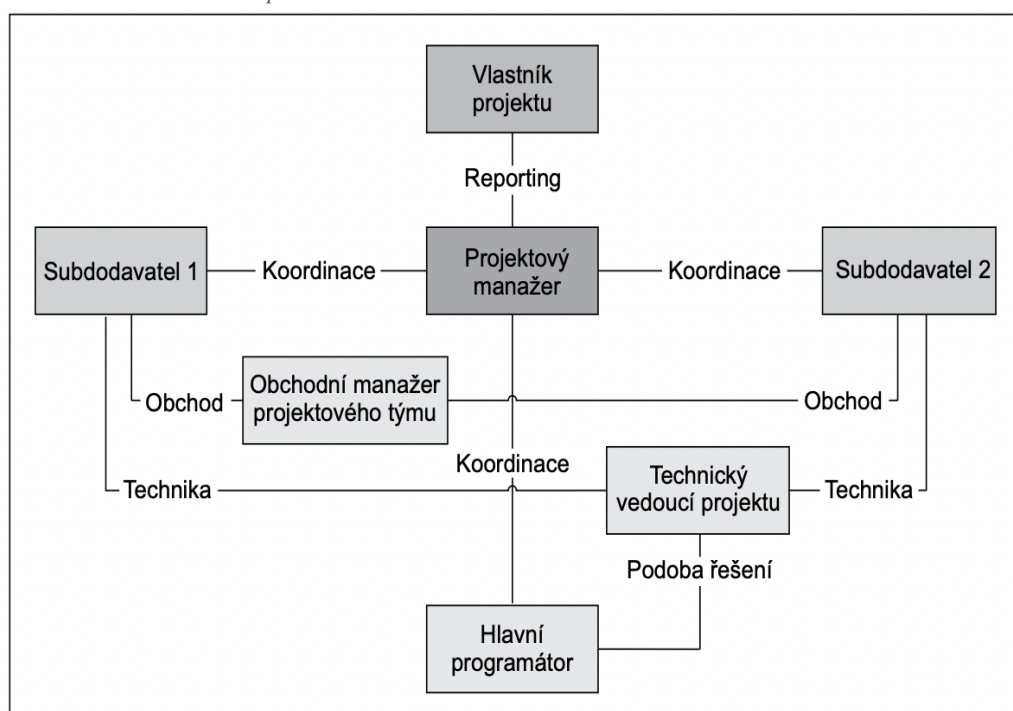 Vlastník
projektu
Reporting
Subdodavatel 1
Koordinace
Projektový
manažer
Koordinace
Subdodavatel 2
Obchod
Obchodní manažer
projektového týmu
Obchod
Koordinace
Technika
Technický
vedoucí projektu
Technika
Podoba řešení
Hlavní
programátor